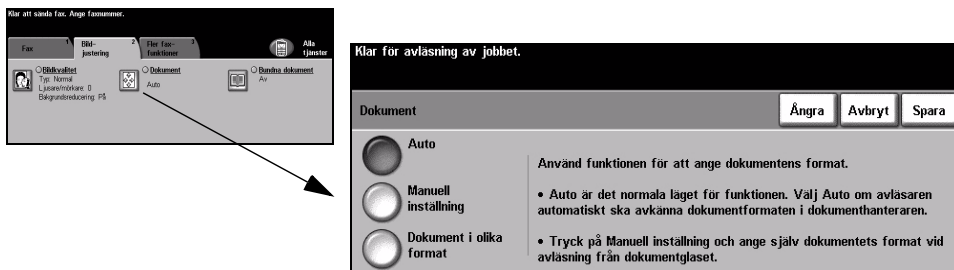 Klar att sända fax. Ange faxnummer.
Fax 1
Bild-
justering 2
Fler fax-
funktioner 3
Alla
tjänster
Bildkvalitet
Typ: Normal
Ljusare/mörkare: 0
Bakgrundsreducering: På
Dokument
Auto
Bundna dokument
Av
Klar för avläsning av jobbet.
Dokument
Ångra
Avbryt
Spara
Auto
Manuell
inställning
Dokument i olika
format
Använd funktionen för att ange dokumentens format.
• Auto är det normala läget för funktionen. Välj Auto om avläsaren
automatiskt ska avkänna dokumentformaten i dokumenthanteraren.
• Tryck på Manuell inställning och ange själv dokumentets format vid
avläsning från dokumentglaset.